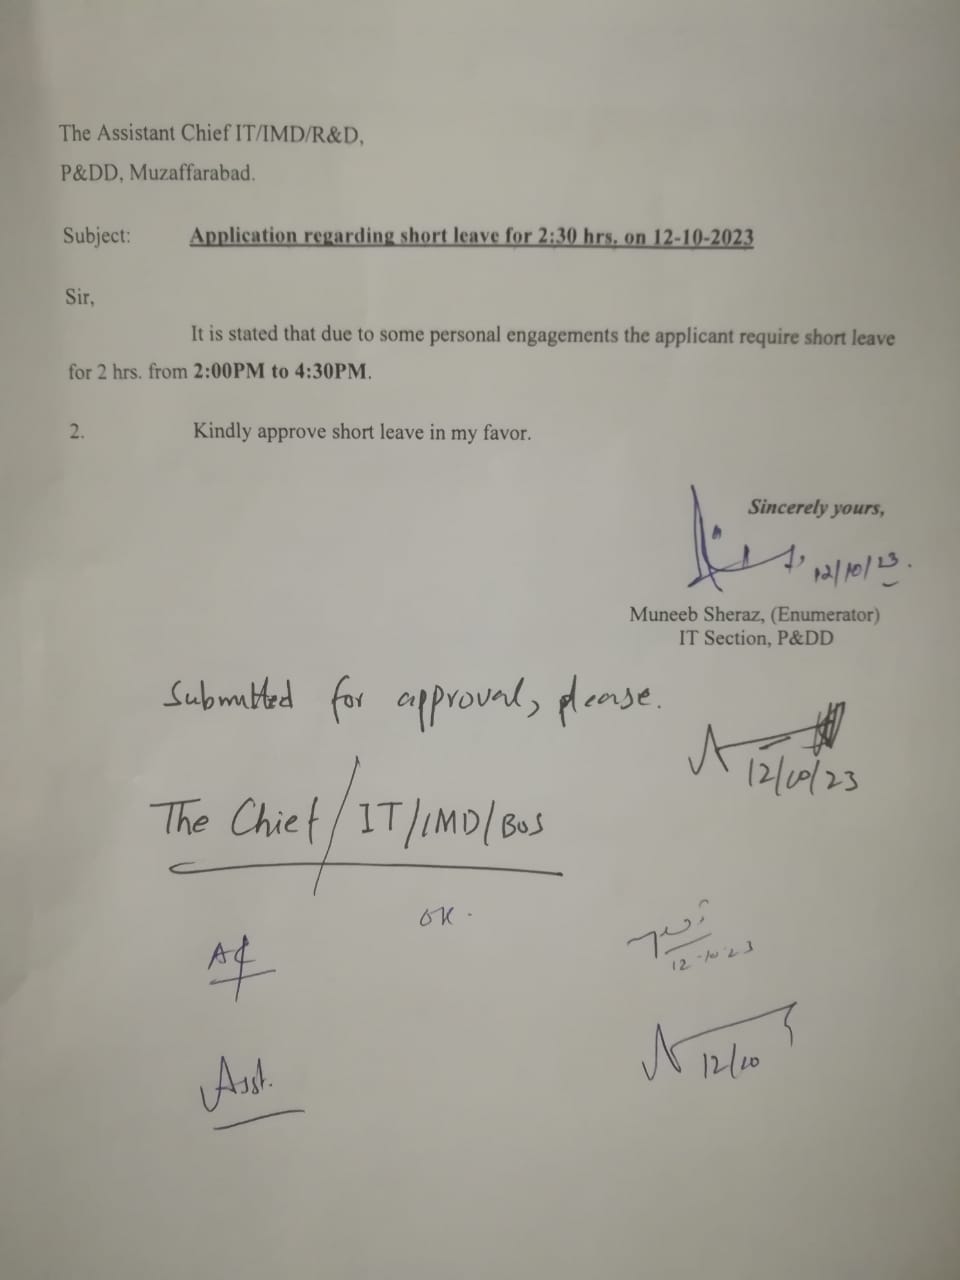 The Assistant Chief IT/IMD/R&D,
P&DD, Muzaffarabad.
Subject: Application regarding short leave for 2:30 hrs. on 12-10-2023
Sir,
It is stated that due to some personal engagements the applicant require short leave
for 2 hrs. from 2:00PM to 4:30PM.
2. Kindly approve short leave in my favor.
Sincerely yours,
12/10/23.
Muneeb Sheraz, (Enumerator)
IT Section, P&DD
Submitted for approval, please.
12/10/23
The Chief/IT/IMD/BoS
OK.
12-10-23
AC
12/10
Asst.